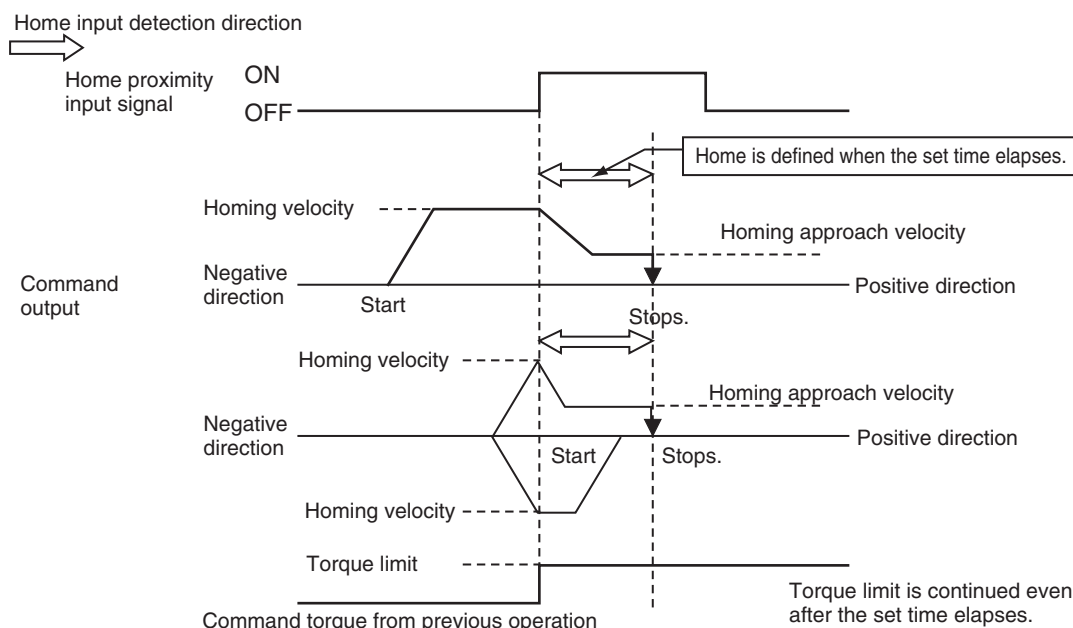 Home input detection direction
Home proximity
input signal
ON
OFF
Home is defined when the set time elapses.
Homing velocity
Homing approach velocity
Command
output
Negative
direction
Start
Positive direction
Stops.
Homing velocity
Homing approach velocity
Negative
direction
Start
Stops.
Positive direction
Homing velocity
Torque limit
Command torque from previous operation
Torque limit is continued even
after the set time elapses.